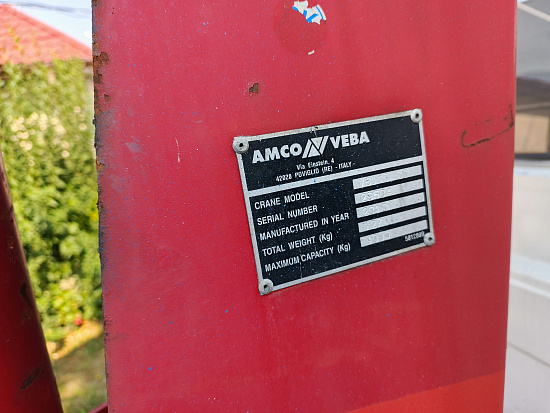 AMCO VEBA
Via Einstein, 4
42028 POVIGLIO (RE) - ITALY
CRANE MODEL
SERIAL NUMBER
MANUFACTURED IN YEAR
TOTAL WEIGHT (Kg)
MAXIMUM CAPACITY (Kg)